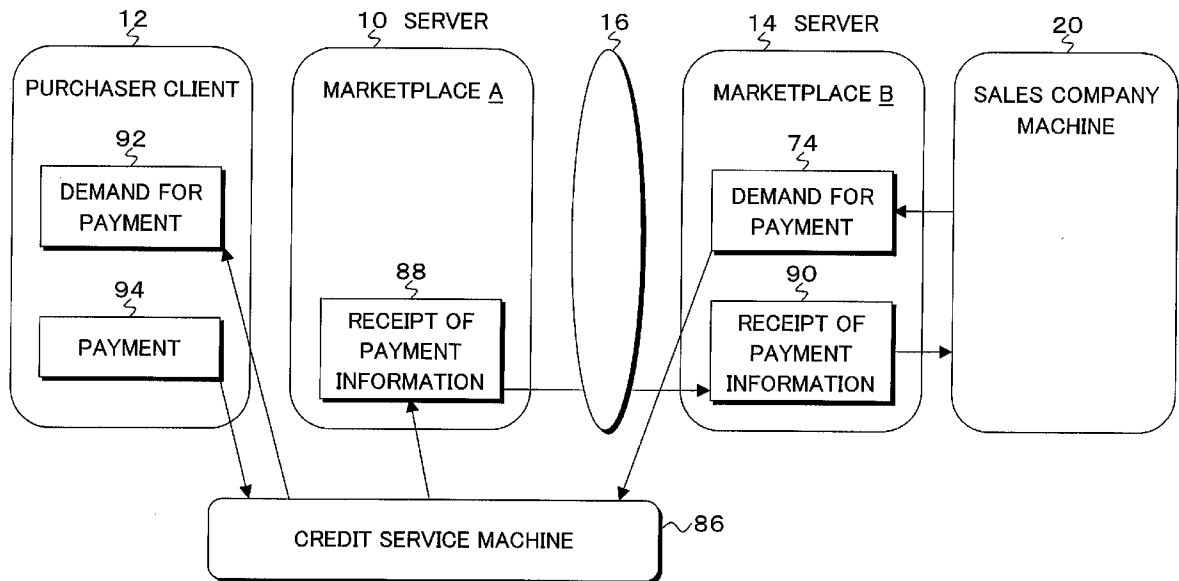 12
10 SERVER
16
14 SERVER
20
PURCHASER CLIENT
MARKETPLACE A
MARKETPLACE B
SALES COMPANY
MACHINE
92
DEMAND FOR
PAYMENT
74
DEMAND FOR
PAYMENT
94
PAYMENT
88
RECEIPT OF
PAYMENT
INFORMATION
90
RECEIPT OF
PAYMENT
INFORMATION
CREDIT SERVICE MACHINE
86